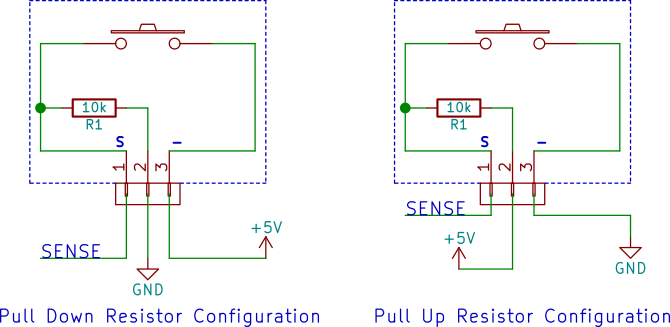 10k
R1
S −
1 2 3
SENSE
+5V
GND
Pull Down Resistor Configuration
10k
R1
S −
1 2 3
SENSE
+5V
GND
Pull Up Resistor Configuration